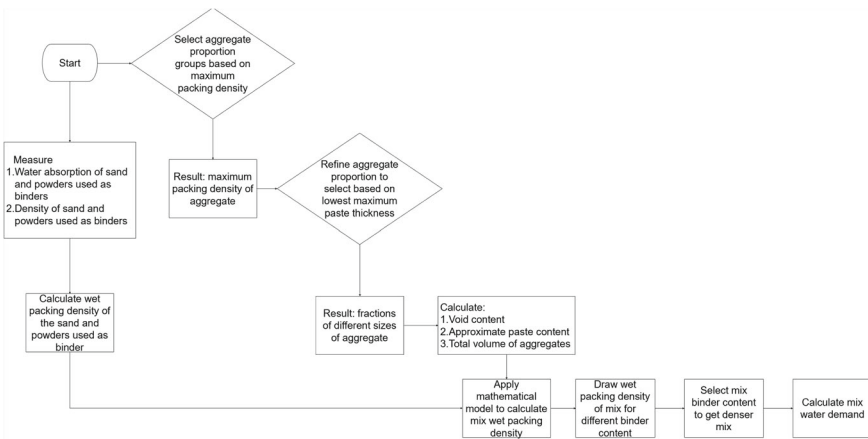 Start
Select aggregate
proportion
groups based on
maximum
packing density
Measure
1.Water absorption of sand
and powders used as
binders
2.Density of sand and
powders used as binders
Result: maximum
packing density of
aggregate
Refine aggregate
proportion to
select based on
lowest maximum
paste thickness
Calculate wet
packing density of
the sand and
powders used as
binder
Result: fractions
of different sizes
of aggregate
Calculate:
1.Void content
2.Approximate paste content
3.Total volume of aggregates
Apply
mathematical
model to calculate
mix wet packing
density
Draw wet
packing density
of mix for
different binder
content
Select mix
binder content
to get denser
mix
Calculate mix
water demand